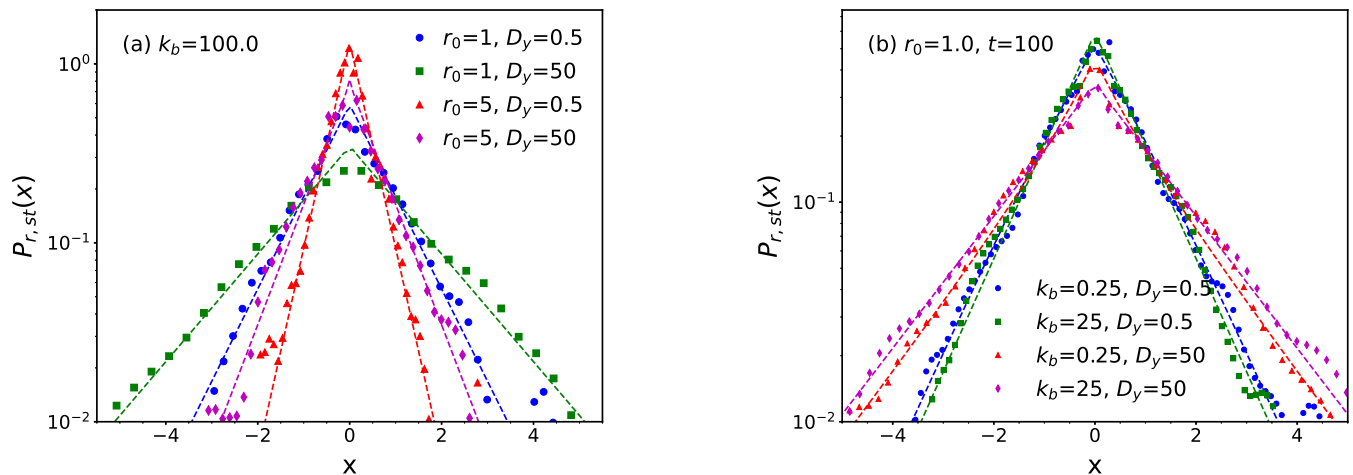 (a) k_b=100.0
r_0=1, D_y=0.5
r_0=1, D_y=50
r_0=5, D_y=0.5
r_0=5, D_y=50
10^0
10^{-1}
10^{-2}
P_{r,st}(x)
−4 −2 0 2 4
x
(b) r_0=1.0, t=100
k_b=0.25, D_y=0.5
k_b=25, D_y=0.5
k_b=0.25, D_y=50
k_b=25, D_y=50
10^{-1}
10^{-2}
P_{r,st}(x)
−4 −2 0 2 4
x